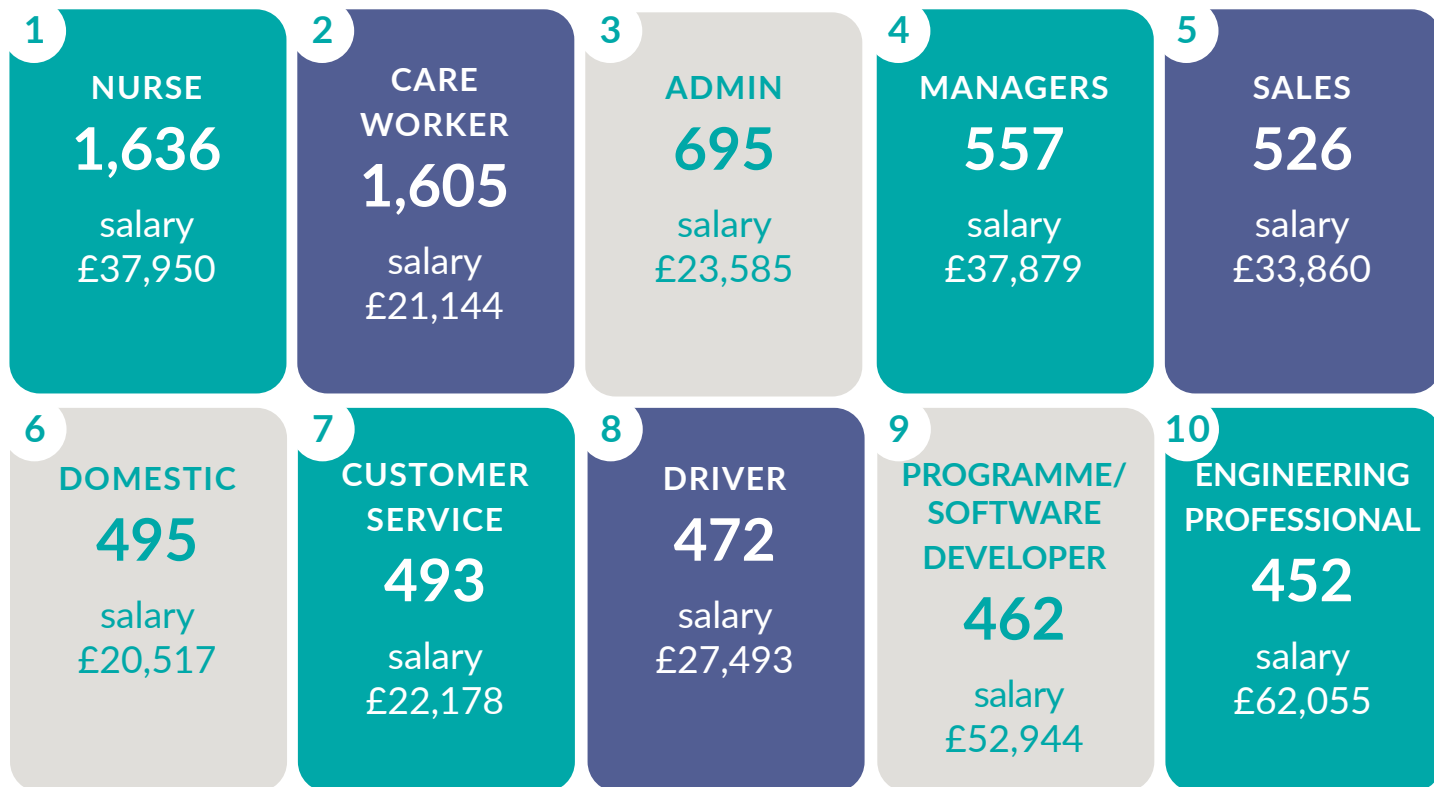 1
NURSE
1,636
salary
£37,950
2
CARE
WORKER
1,605
salary
£21,144
3
ADMIN
695
salary
£23,585
4
MANAGERS
557
salary
£37,879
5
SALES
526
salary
£33,860
6
DOMESTIC
495
salary
£20,517
7
CUSTOMER
SERVICE
493
salary
£22,178
8
DRIVER
472
salary
£27,493
9
PROGRAMME/
SOFTWARE
DEVELOPER
462
salary
£52,944
10
ENGINEERING
PROFESSIONAL
452
salary
£62,055